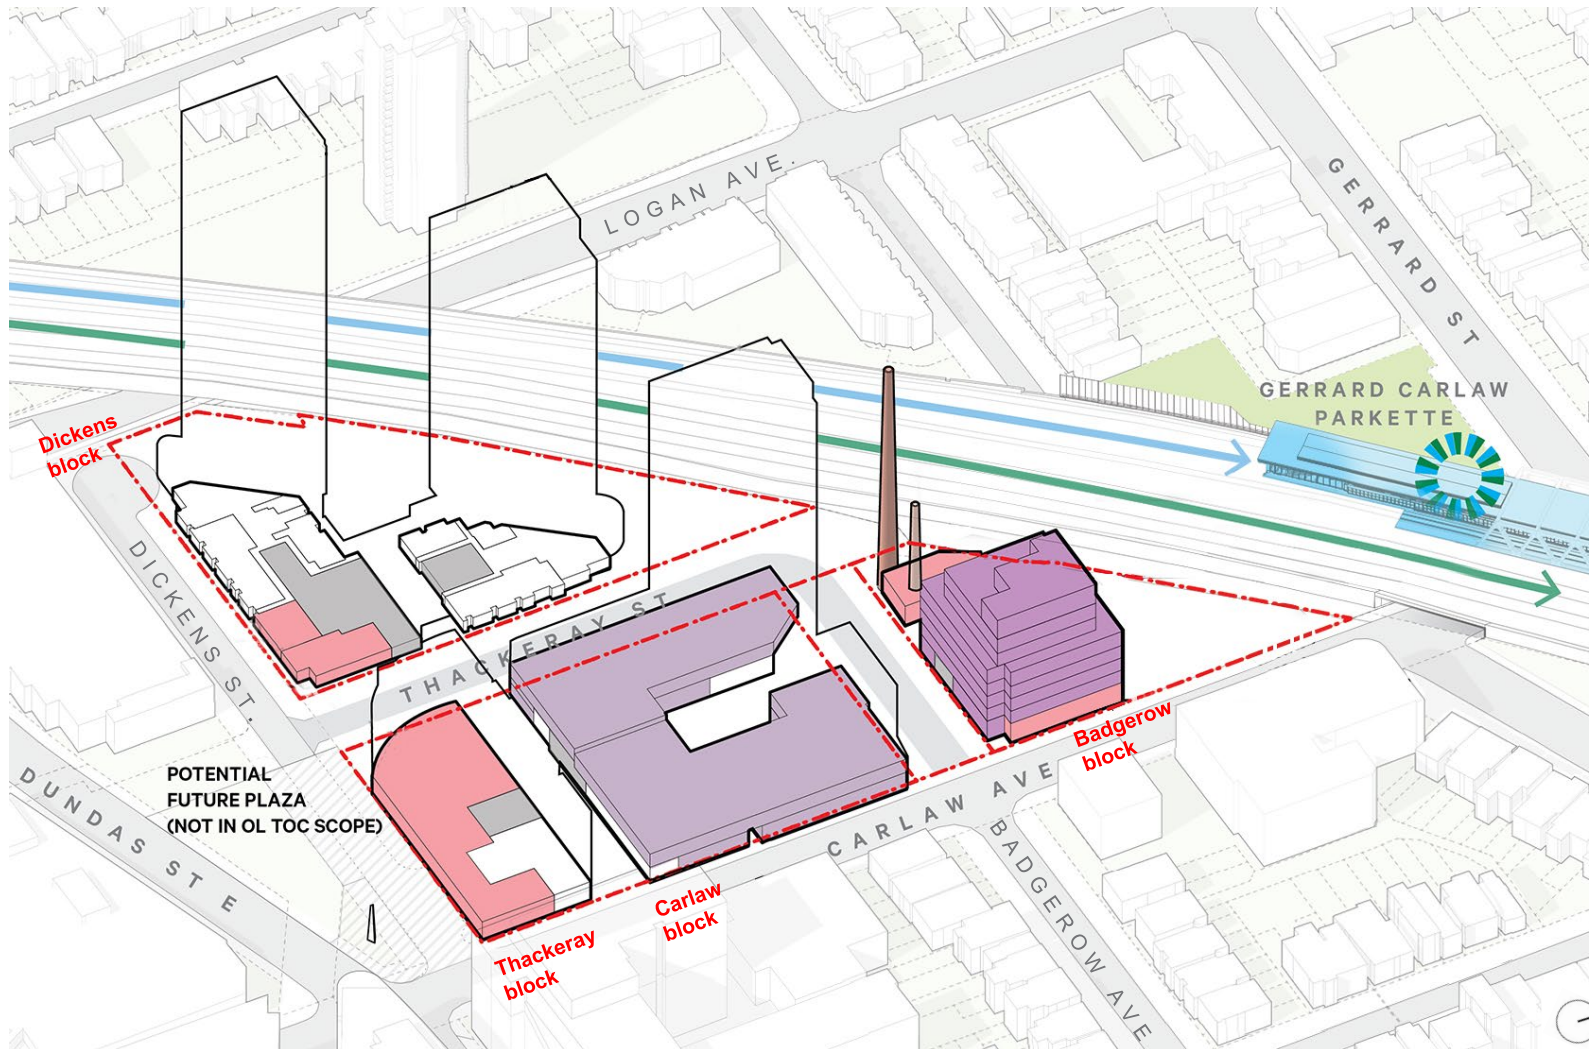 LOGAN AVE.
GERRARD ST
GERRARD CARLAW
PARKETTE
Dickens
block
DICKENS ST.
THACKERAY ST
Badgerow
block
POTENTIAL
FUTURE PLAZA
(NOT IN OL TOC SCOPE)
DUNDAS ST E
CARLAW AVE
BADGEROW AVE
Carlaw
block
Thackeray
block